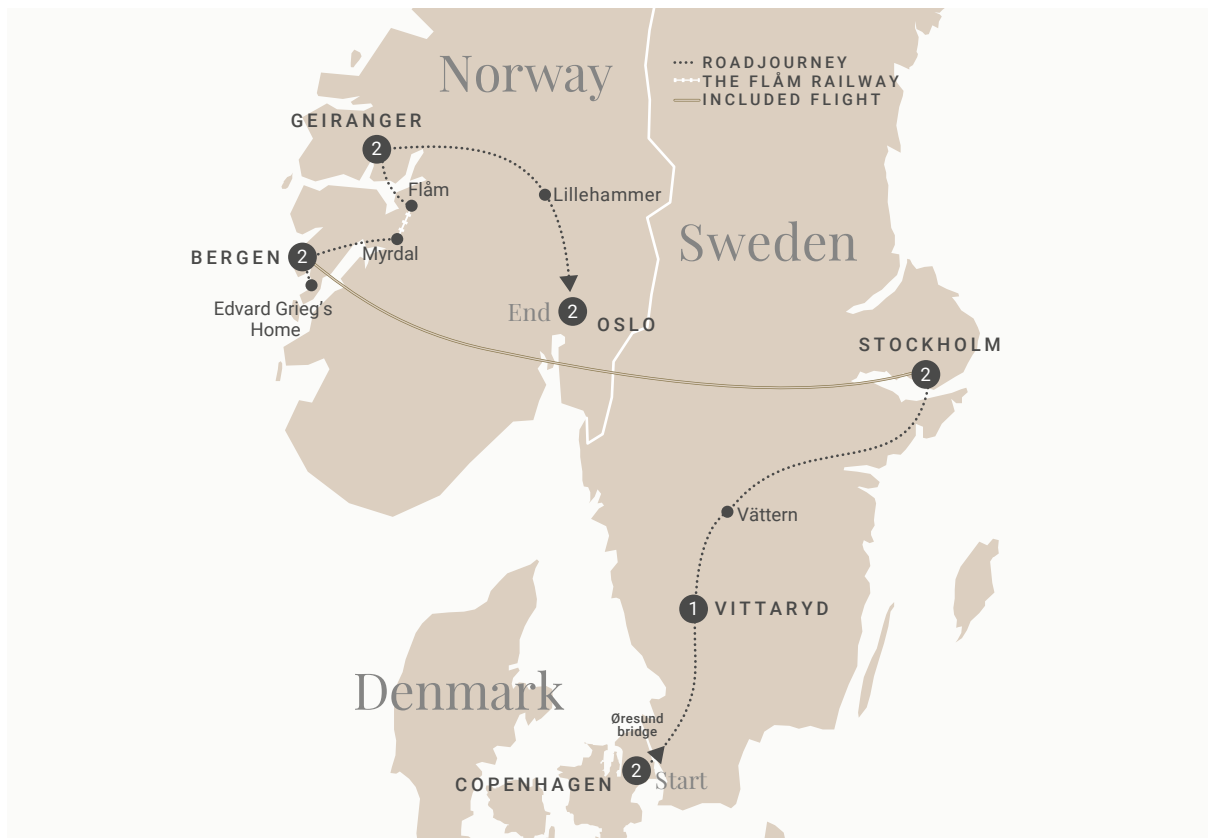 Norway
ROADJOURNEY
THE FLÅM RAILWAY
INCLUDED FLIGHT
GEIRANGER
2
Flåm
Lillehammer
Sweden
BERGEN
2
Myrdal
Edvard Grieg's
Home
End
2
OSLO
STOCKHOLM
2
Vättern
1
VITTARYD
Denmark
Øresund
bridge
COPENHAGEN
2
Start